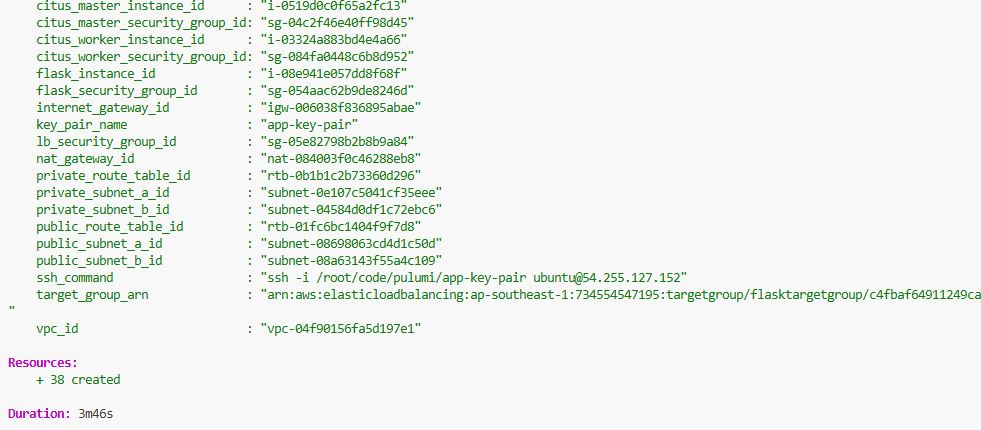 citus_master_instance_id : "i-0519d0c0f65a2fc13"
citus_master_security_group_id: "sg-04c2f46e40ff98d45"
citus_worker_instance_id : "i-03324a883bd4e4a66"
citus_worker_security_group_id: "sg-084fa0448c6b8d952"
flask_instance_id : "i-08e941e057dd8f68f"
flask_security_group_id : "sg-054aac62b9de8246d"
internet_gateway_id : "igw-006038f836895abae"
key_pair_name : "app-key-pair"
lb_security_group_id : "sg-05e82798b2b8b9a84"
nat_gateway_id : "nat-084003f0c46288eb8"
private_route_table_id : "rtb-0b1b1c2b73360d296"
private_subnet_a_id : "subnet-0e107c5041cf35eee"
private_subnet_b_id : "subnet-04584d0df1c72ebc6"
public_route_table_id : "rtb-01fc6bc1404f9f7d8"
public_subnet_a_id : "subnet-08698063cd4d1c50d"
public_subnet_b_id : "subnet-08a63143f55a4c109"
ssh_command : "ssh -i /root/code/pulumi/app-key-pair ubuntu@54.255.127.152"
target_group_arn : "arn:aws:elasticloadbalancing:ap-southeast-1:734554547195:targetgroup/flasktargetgroup/c4fbaf64911249ca
"
vpc_id : "vpc-04f90156fa5d197e1"
Resources:
+ 38 created
Duration: 3m46s